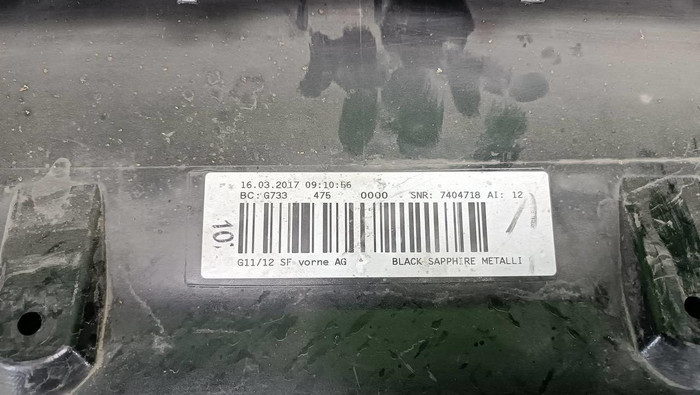 16.03.2017 09:10:56
BC: G733 475 0000 SNR: 7404718 AI: 12
10
G11/12 SF vorne AG BLACK SAPPHIRE METALLI